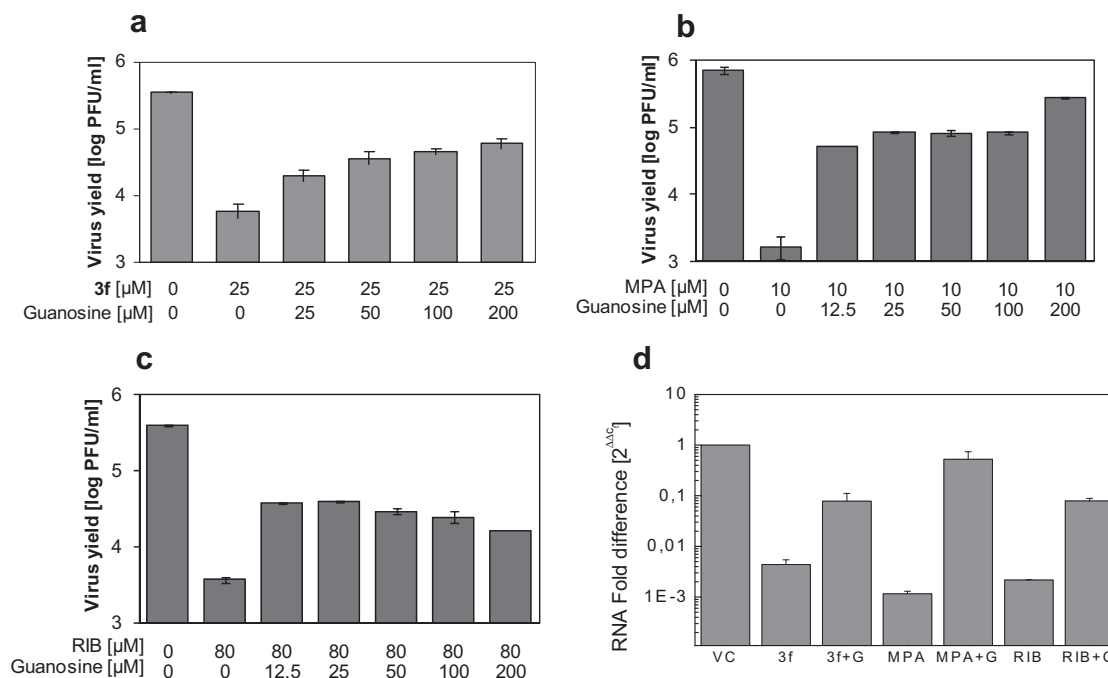 a
Virus yield [log PFU/ml]
6
5
4
3
3f [µM] 0 25 25 25 25 25
Guanosine [µM] 0 0 25 50 100 200
b
Virus yield [log PFU/ml]
6
5
4
3
MPA [µM] 0 10 10 10 10 10 10
Guanosine [µM] 0 0 12.5 25 50 100 200
c
Virus yield [log PFU/ml]
6
5
4
3
RIB [µM] 0 80 80 80 80 80 80
Guanosine [µM] 0 0 12.5 25 50 100 200
d
RNA Fold difference [2^ΔΔCt]
10
1
0,1
0,01
1E-3
VC 3f 3f+G MPA MPA+G RIB RIB+G